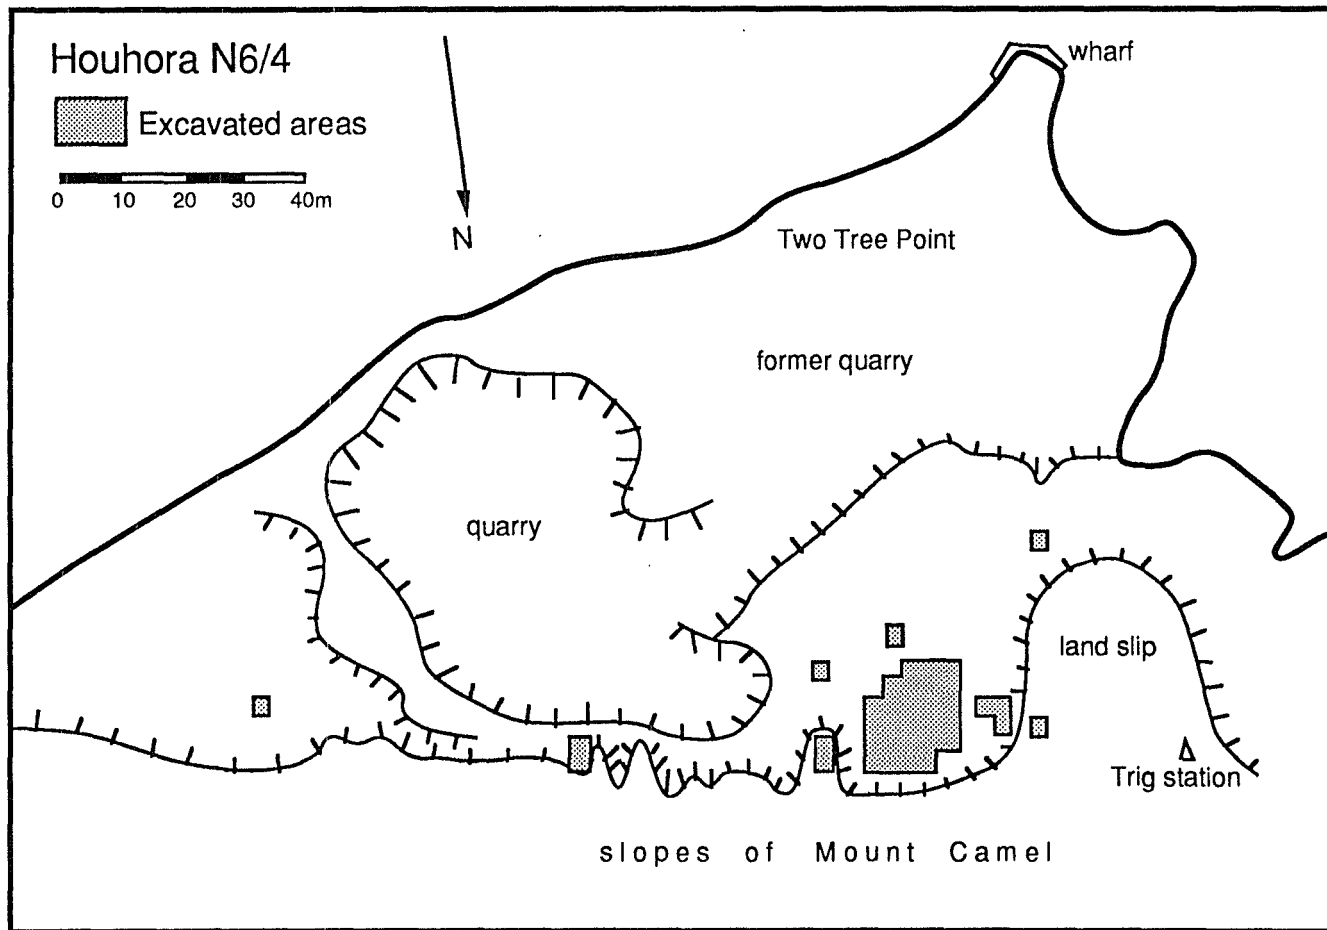 Houhora N6/4
Excavated areas
0 10 20 30 40m
N
wharf
Two Tree Point
former quarry
quarry
land slip
Trig station
slopes of Mount Camel